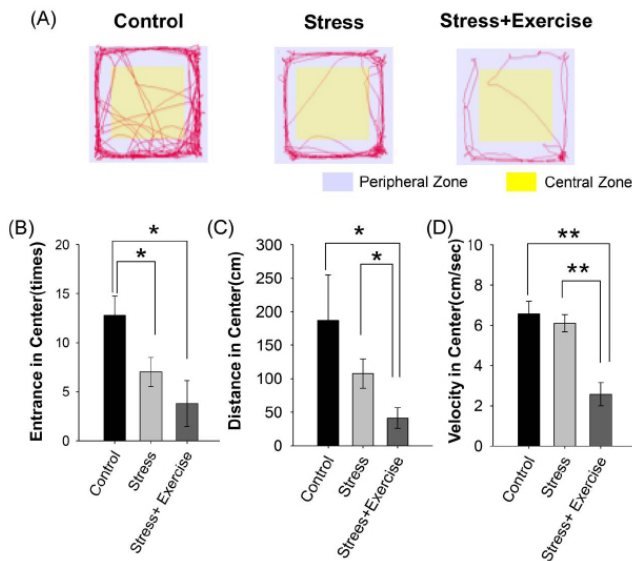 (A) Control Stress Stress+Exercise
Peripheral Zone Central Zone
(B)
Entrance in Center(times)
20
15
10
5
0
*
*
Control
Stress
Stress+ Exercise
(C)
Distance in Center(cm)
300
250
200
150
100
50
0
*
*
Control
Stress
Strees+Exercise
(D)
Velocity in Center(cm/sec)
10
8
6
4
2
0
**
**
Control
Stress
Stress+ Exercise